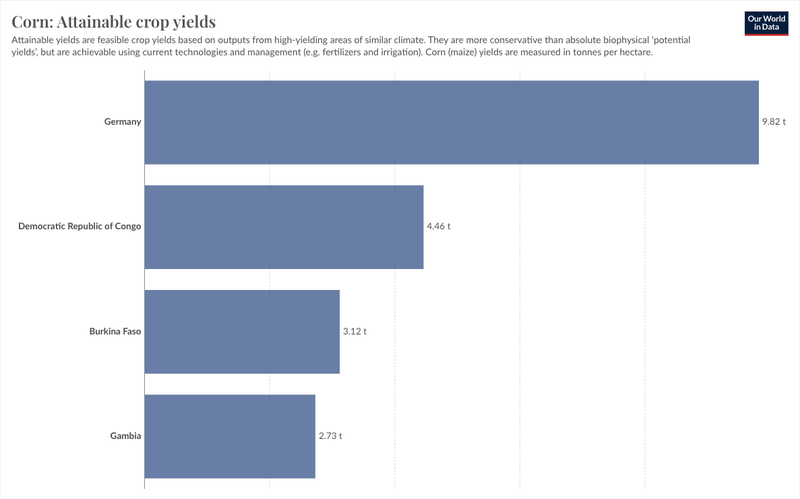 Corn: Attainable crop yields
Our World
in Data
Attainable yields are feasible crop yields based on outputs from high-yielding areas of similar climate. They are more conservative than absolute biophysical ‘potential
yields’, but are achievable using current technologies and management (e.g. fertilizers and irrigation). Corn (maize) yields are measured in tonnes per hectare.
Germany 9.82 t
Democratic Republic of Congo 4.46 t
Burkina Faso 3.12 t
Gambia 2.73 t